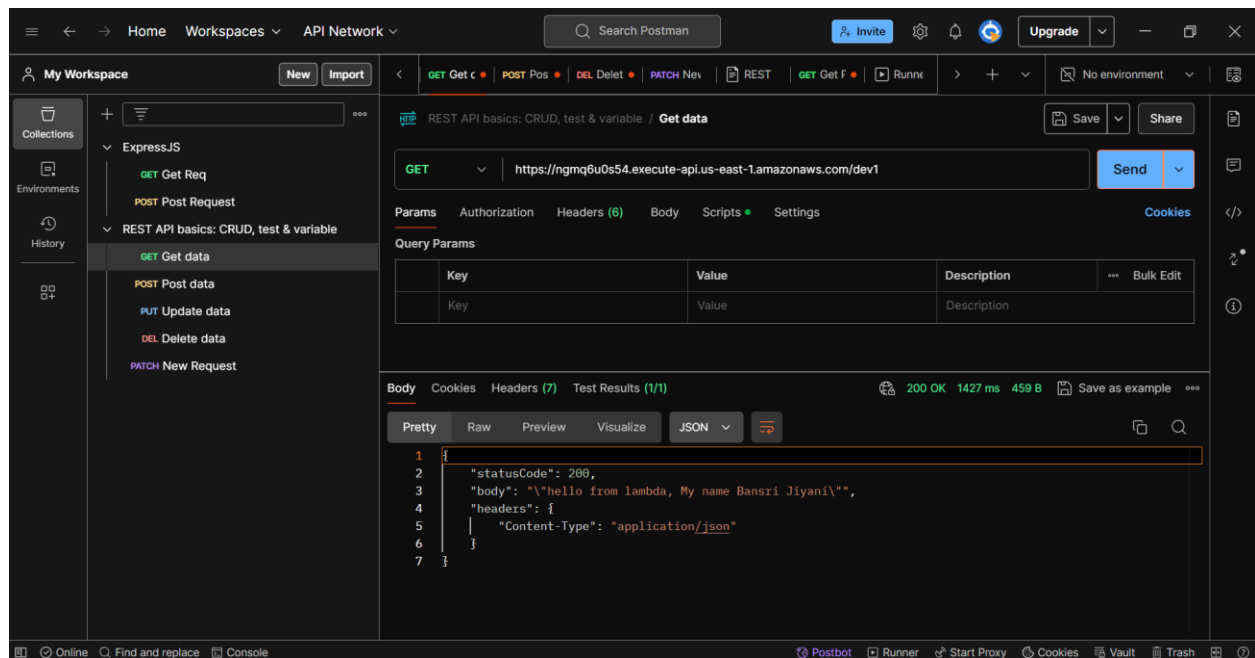 Home Workspaces API Network Search Postman Invite Upgrade
My Workspace New Import GET Get c POST Pos DEL Delet PATCH Nev REST GET Get F Runne No environment
Collections
Environments
History
ExpressJS
GET Get Req
POST Post Request
REST API basics: CRUD, test & variable
GET Get data
POST Post data
PUT Update data
DEL Delete data
PATCH New Request
HTTP REST API basics: CRUD, test & variable / Get data Save Share
GET https://ngmq6u0s54.execute-api.us-east-1.amazonaws.com/dev1 Send
Params Authorization Headers (6) Body Scripts Settings Cookies
Query Params
Key Value Description Bulk Edit
Key Value Description
Body Cookies Headers (7) Test Results (1/1) 200 OK 1427 ms 459 B Save as example
Pretty Raw Preview Visualize JSON
1 {
2 "statusCode": 200,
3 "body": "\"hello from lambda, My name Bansri Jiyani\"",
4 "headers": {
5 "Content-Type": "application/json"
6 }
7 }
Online Find and replace Console Postbot Runner Start Proxy Cookies Vault Trash